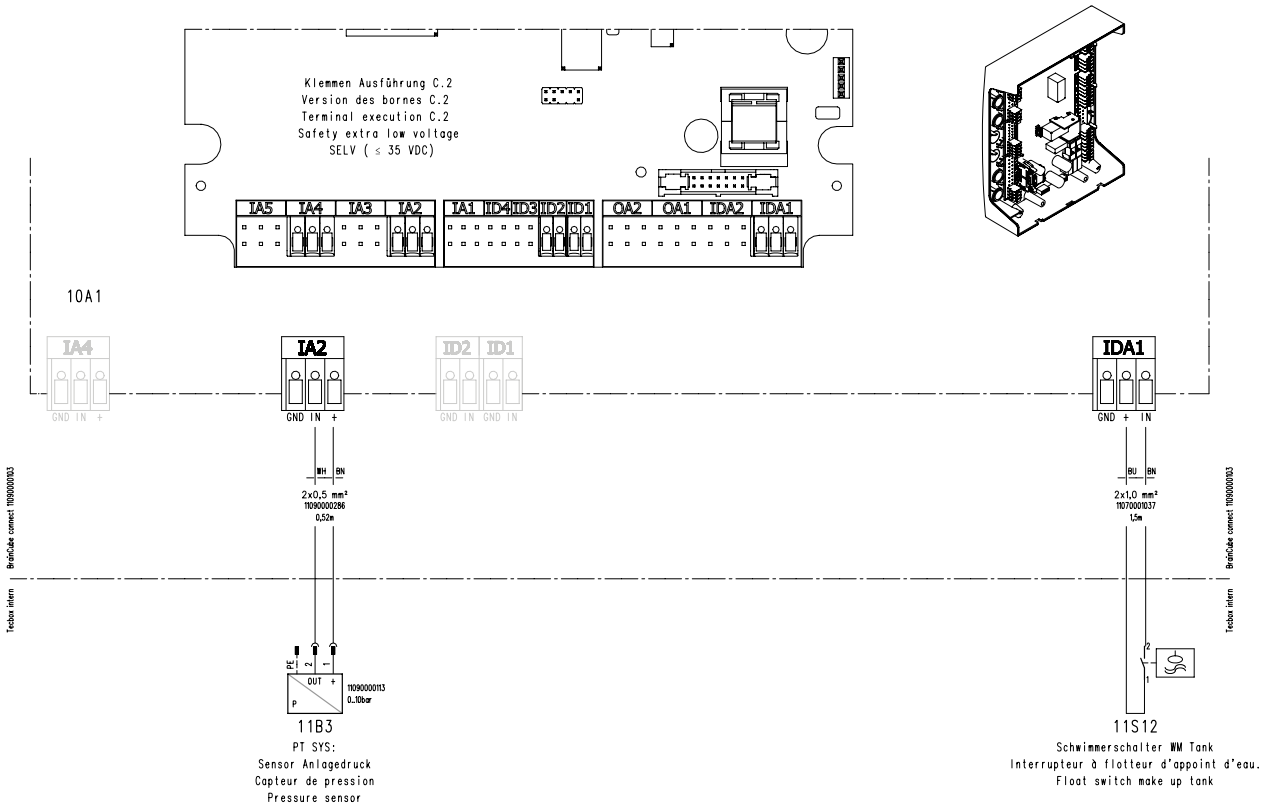 Klemmen Ausführung C.2
Version des bornes C.2
Terminal execution C.2
Safety extra low voltage
SELV ( ≤ 35 VDC)
IA5 IA4 IA3 IA2 IA1 ID4 ID3 ID2 ID1 OA2 OA1 IDA2 IDA1
10A1
IA4
GND IN +
IA2
GND IN +
ID2 ID1
GND IN GND IN
IDA1
GND + IN
WH BN
2x0,5 mm²
11090000286
0,52m
BU BN
2x1,0 mm²
11070001037
1,5m
BrainCube connect 11090000103
Tecbox intern
BrainCube connect 11090000103
Tecbox intern
PE 2 1
OUT +
P
11090000113
0..10bar
11B3
PT SYS:
Sensor Anlagedruck
Capteur de pression
Pressure sensor
2
1
11S12
Schwimmerschalter WM Tank
Interrupteur à flotteur d'appoint d'eau.
Float switch make up tank